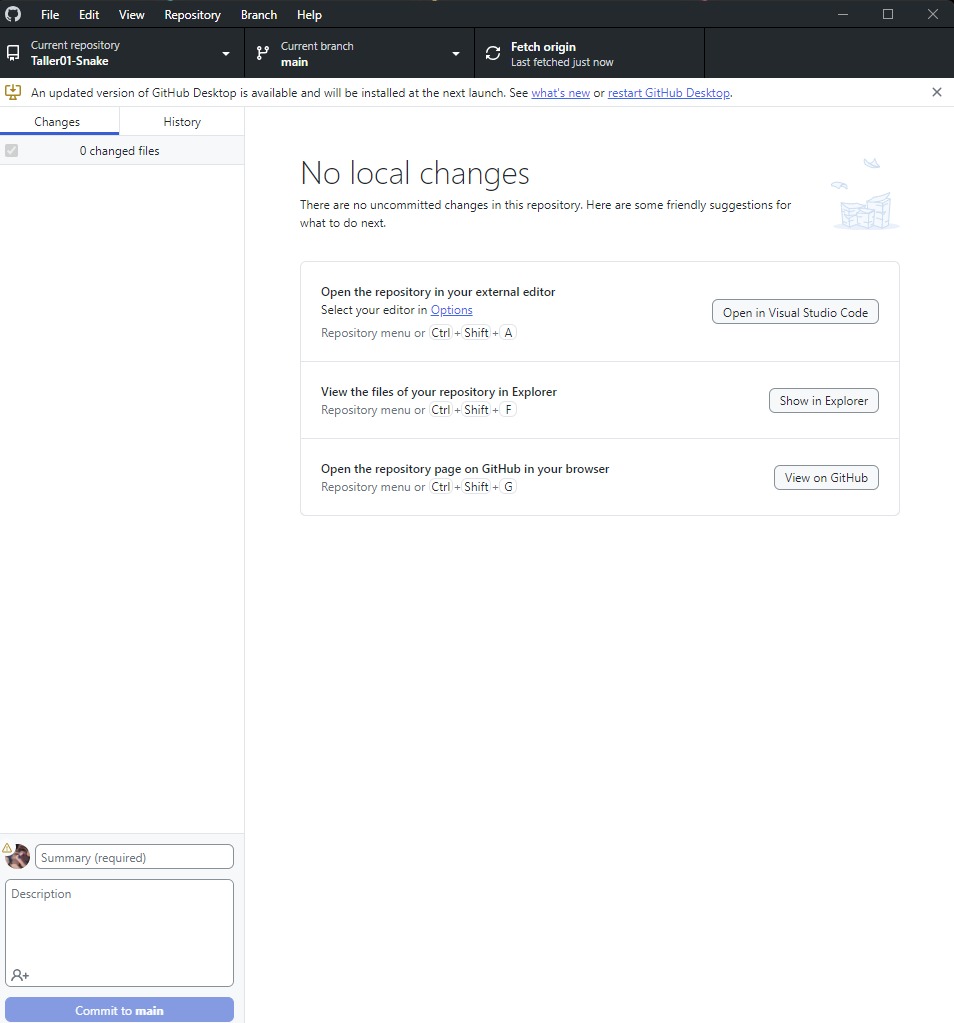 File Edit View Repository Branch Help
Current repository
Taller01-Snake
Current branch
main
Fetch origin
Last fetched just now
An updated version of GitHub Desktop is available and will be installed at the next launch. See what's new or restart GitHub Desktop.
Changes
History
0 changed files
No local changes
There are no uncommitted changes in this repository. Here are some friendly suggestions for
what to do next.
Open the repository in your external editor
Select your editor in Options
Repository menu or Ctrl + Shift + A
Open in Visual Studio Code
View the files of your repository in Explorer
Repository menu or Ctrl + Shift + F
Show in Explorer
Open the repository page on GitHub in your browser
Repository menu or Ctrl + Shift + G
View on GitHub
Summary (required)
Description
Commit to main